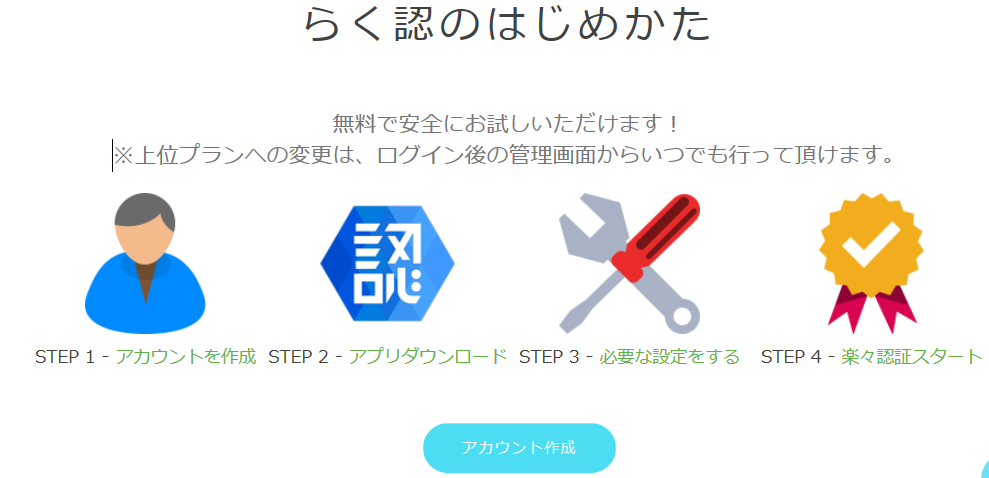 らく認のはじめかた
無料で安全にお試しいただけます！
※上位プランへの変更は、ログイン後の管理画面からいつでも行って頂けます。
認
STEP 1 - アカウントを作成 STEP 2 - アプリダウンロード STEP 3 - 必要な設定をする STEP 4 - 楽々認証スタート
アカウント作成